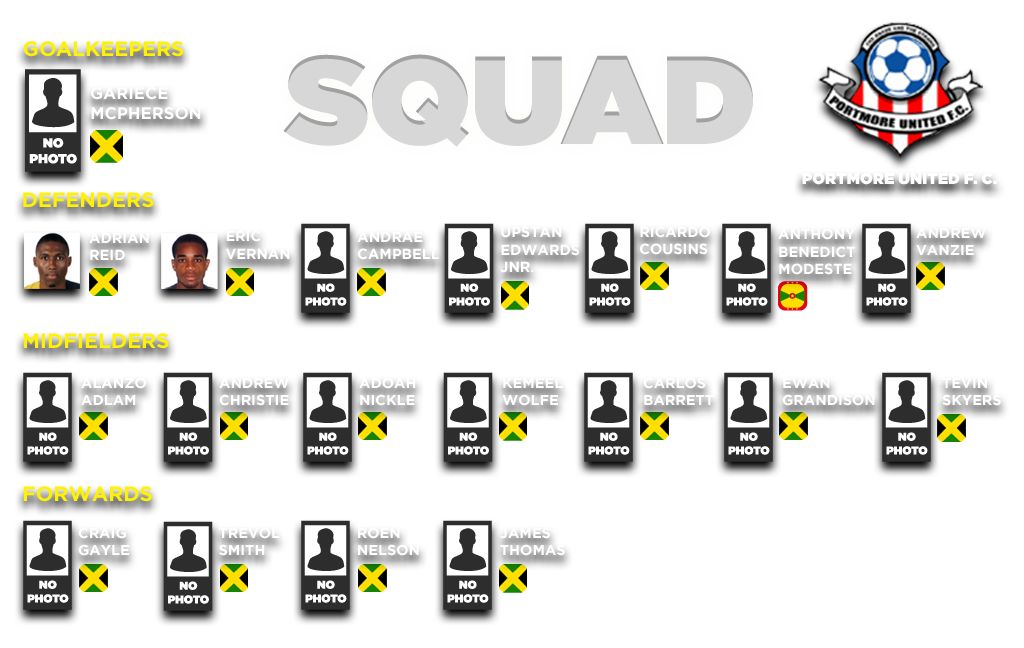 GOALKEEPERS
SQUAD
PORTMORE UNITED F.C.
PORTMORE UNITED F. C.
GARIECE
MCPHERSON
NO
PHOTO
DEFENDERS
ADRIAN
REID
ERIC
VERNAN
NO
PHOTO
ANDRAE
CAMPBELL
NO
PHOTO
UPSTAN
EDWARDS
JNR.
NO
PHOTO
RICARDO
COUSINS
NO
PHOTO
ANTHONY
BENEDICT
MODESTE
NO
PHOTO
ANDREW
VANZIE
NO
PHOTO
MIDFIELDERS
ALANZO
ADLAM
NO
PHOTO
ANDREW
CHRISTIE
NO
PHOTO
ADOAH
NICKLE
NO
PHOTO
KEMEEL
WOLFE
NO
PHOTO
CARLOS
BARRETT
NO
PHOTO
EWAN
GRANDISON
NO
PHOTO
TEVIN
SKYERS
NO
PHOTO
FORWARDS
CRAIG
GAYLE
NO
PHOTO
TREVOL
SMITH
NO
PHOTO
ROEN
NELSON
NO
PHOTO
JAMES
THOMAS
NO
PHOTO